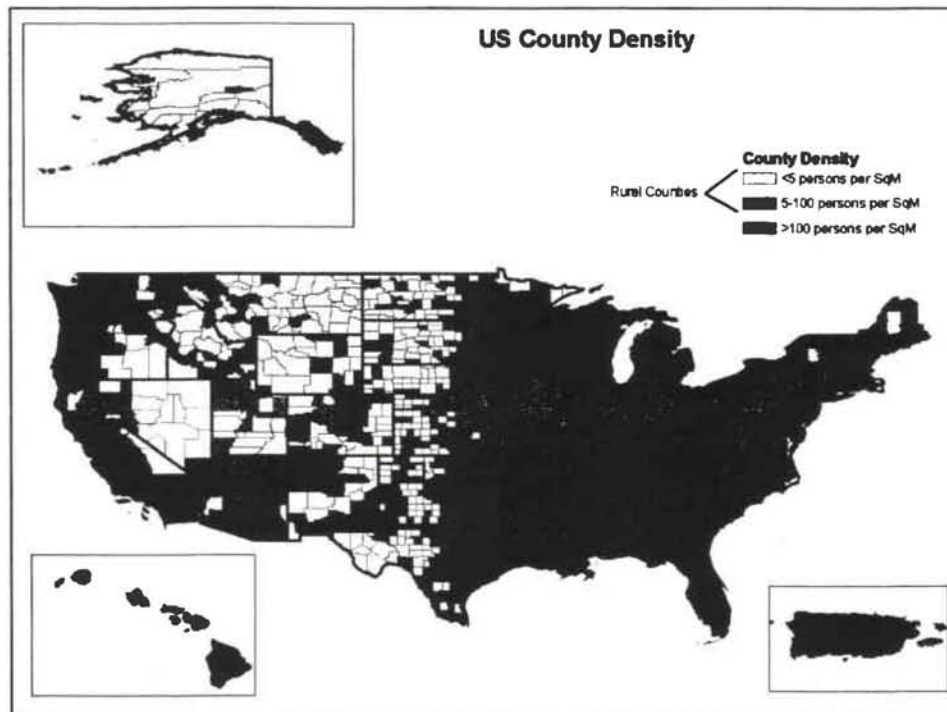 US County Density
County Density
Rural Counties
<5 persons per SqM
5-100 persons per SqM
>100 persons per SqM